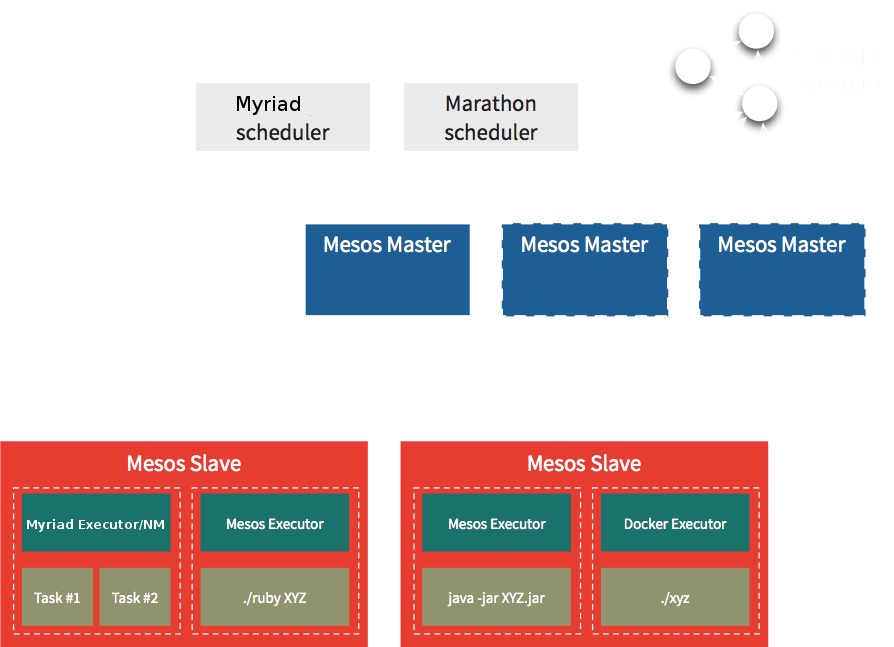 Myriad
scheduler
Marathon
scheduler
Mesos Master
Mesos Master
Mesos Master
Mesos Slave
Myriad Executor/NM
Mesos Executor
Task #1
Task #2
./ruby XYZ
Mesos Slave
Mesos Executor
Docker Executor
java -jar XYZ.jar
./xyz